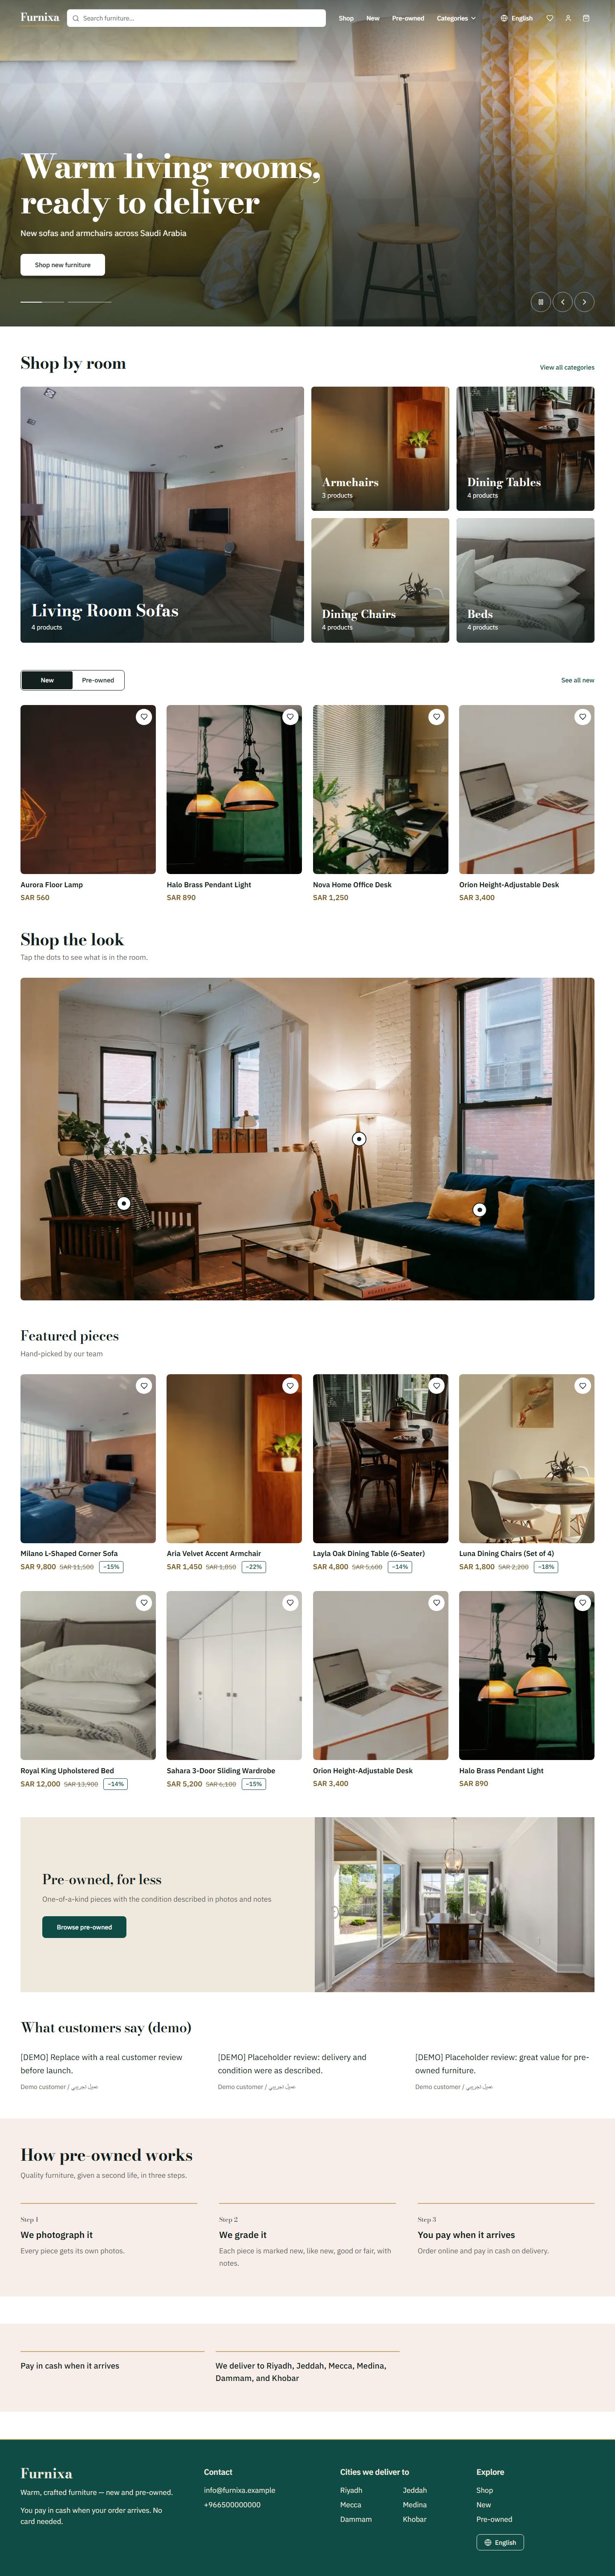 Furnixa
Search furniture...
Shop
New
Pre-owned
Categories
English
Warm living rooms,
ready to deliver
New sofas and armchairs across Saudi Arabia
Shop new furniture
Shop by room
View all categories
Living Room Sofas
4 products
Armchairs
3 products
Dining Tables
4 products
Dining Chairs
4 products
Beds
4 products
New
Pre-owned
See all new
Aurora Floor Lamp
SAR 560
Halo Brass Pendant Light
SAR 890
Nova Home Office Desk
SAR 1,250
Orion Height-Adjustable Desk
SAR 3,400
Shop the look
Tap the dots to see what is in the room.
Featured pieces
Hand-picked by our team
Milano L-Shaped Corner Sofa
SAR 9,800 SAR 11,500 −15%
Aria Velvet Accent Armchair
SAR 1,450 SAR 1,850 −22%
Layla Oak Dining Table (6-Seater)
SAR 4,800 SAR 5,600 −14%
Luna Dining Chairs (Set of 4)
SAR 1,800 SAR 2,200 −18%
Royal King Upholstered Bed
SAR 12,000 SAR 13,900 −14%
Sahara 3-Door Sliding Wardrobe
SAR 5,200 SAR 6,100 −15%
Orion Height-Adjustable Desk
SAR 3,400
Halo Brass Pendant Light
SAR 890
Pre-owned, for less
One-of-a-kind pieces with the condition described in photos and notes
Browse pre-owned
What customers say (demo)
[DEMO] Replace with a real customer review
before launch.
Demo customer / عميل تجريبي
[DEMO] Placeholder review: delivery and
condition were as described.
Demo customer / عميل تجريبي
[DEMO] Placeholder review: great value for pre-
owned furniture.
Demo customer / عميل تجريبي
How pre-owned works
Quality furniture, given a second life, in three steps.
Step 1
We photograph it
Every piece gets its own photos.
Step 2
We grade it
Each piece is marked new, like new, good or fair, with
notes.
Step 3
You pay when it arrives
Order online and pay in cash on delivery.
Pay in cash when it arrives
We deliver to Riyadh, Jeddah, Mecca, Medina,
Dammam, and Khobar
Furnixa
Warm, crafted furniture — new and pre-owned.
You pay in cash when your order arrives. No
card needed.
Contact
info@furnixa.example
+966500000000
Cities we deliver to
Riyadh
Jeddah
Mecca
Medina
Dammam
Khobar
Explore
Shop
New
Pre-owned
English